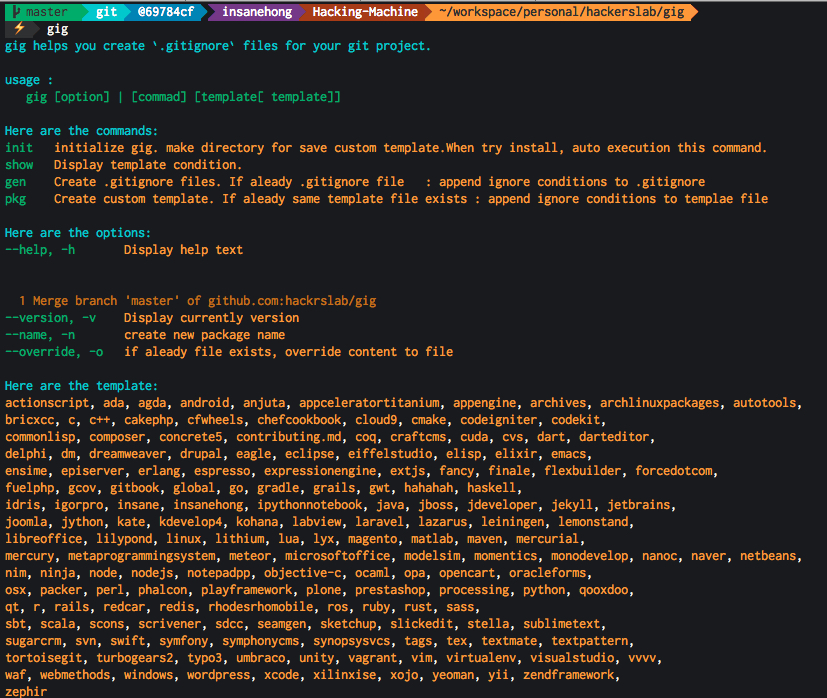 master git @69784cf insanehong Hacking-Machine ~/workspace/personal/hackerslab/gig
⚡ gig
gig helps you create `.gitignore` files for your git project.
usage :
gig [option] | [commad] [template[ template]]
Here are the commands:
init initialize gig. make directory for save custom template.When try install, auto execution this command.
show Display template condition.
gen Create .gitignore files. If aleady .gitignore file : append ignore conditions to .gitignore
pkg Create custom template. If aleady same template file exists : append ignore conditions to templae file
Here are the options:
--help, -h Display help text
1 Merge branch 'master' of github.com:hackrslab/gig
--version, -v Display currently version
--name, -n create new package name
--override, -o if aleady file exists, override content to file
Here are the template:
actionscript, ada, agda, android, anjuta, appceleratortitanium, appengine, archives, archlinuxpackages, autotools,
bricxcc, c, c++, cakephp, cfwheels, chefcookbook, cloud9, cmake, codeigniter, codekit,
commonlisp, composer, concrete5, contributing.md, coq, craftcms, cuda, cvs, dart, darteditor,
delphi, dm, dreamweaver, drupal, eagle, eclipse, eiffelstudio, elisp, elixir, emacs,
ensime, episerver, erlang, espresso, expressionengine, extjs, fancy, finale, flexbuilder, forcedotcom,
fuelphp, gcov, gitbook, global, go, gradle, grails, gwt, hahahah, haskell,
idris, igorpro, insane, insanehong, ipythonnotebook, java, jboss, jdeveloper, jekyll, jetbrains,
joomla, jython, kate, kdevelop4, kohana, labview, laravel, lazarus, leiningen, lemonstand,
libreoffice, lilypond, linux, lithium, lua, lyx, magento, matlab, maven, mercurial,
mercury, metaprogrammingsystem, meteor, microsoftoffice, modelsim, momentics, monodevelop, nanoc, naver, netbeans,
nim, ninja, node, nodejs, notepadpp, objective-c, ocaml, opa, opencart, oracleforms,
osx, packer, perl, phalcon, playframework, plone, prestashop, processing, python, qooxdoo,
qt, r, rails, redcar, redis, rhodesrhomobile, ros, ruby, rust, sass,
sbt, scala, scons, scrivener, sdcc, seamgen, sketchup, slickedit, stella, sublimetext,
sugarcrm, svn, swift, symfony, symphonycms, synopsysvcs, tags, tex, textmate, textpattern,
tortoisegit, turbogears2, typo3, umbraco, unity, vagrant, vim, virtualenv, visualstudio, vvvv,
waf, webmethods, windows, wordpress, xcode, xilinxise, xojo, yeoman, yii, zendframework,
zephir